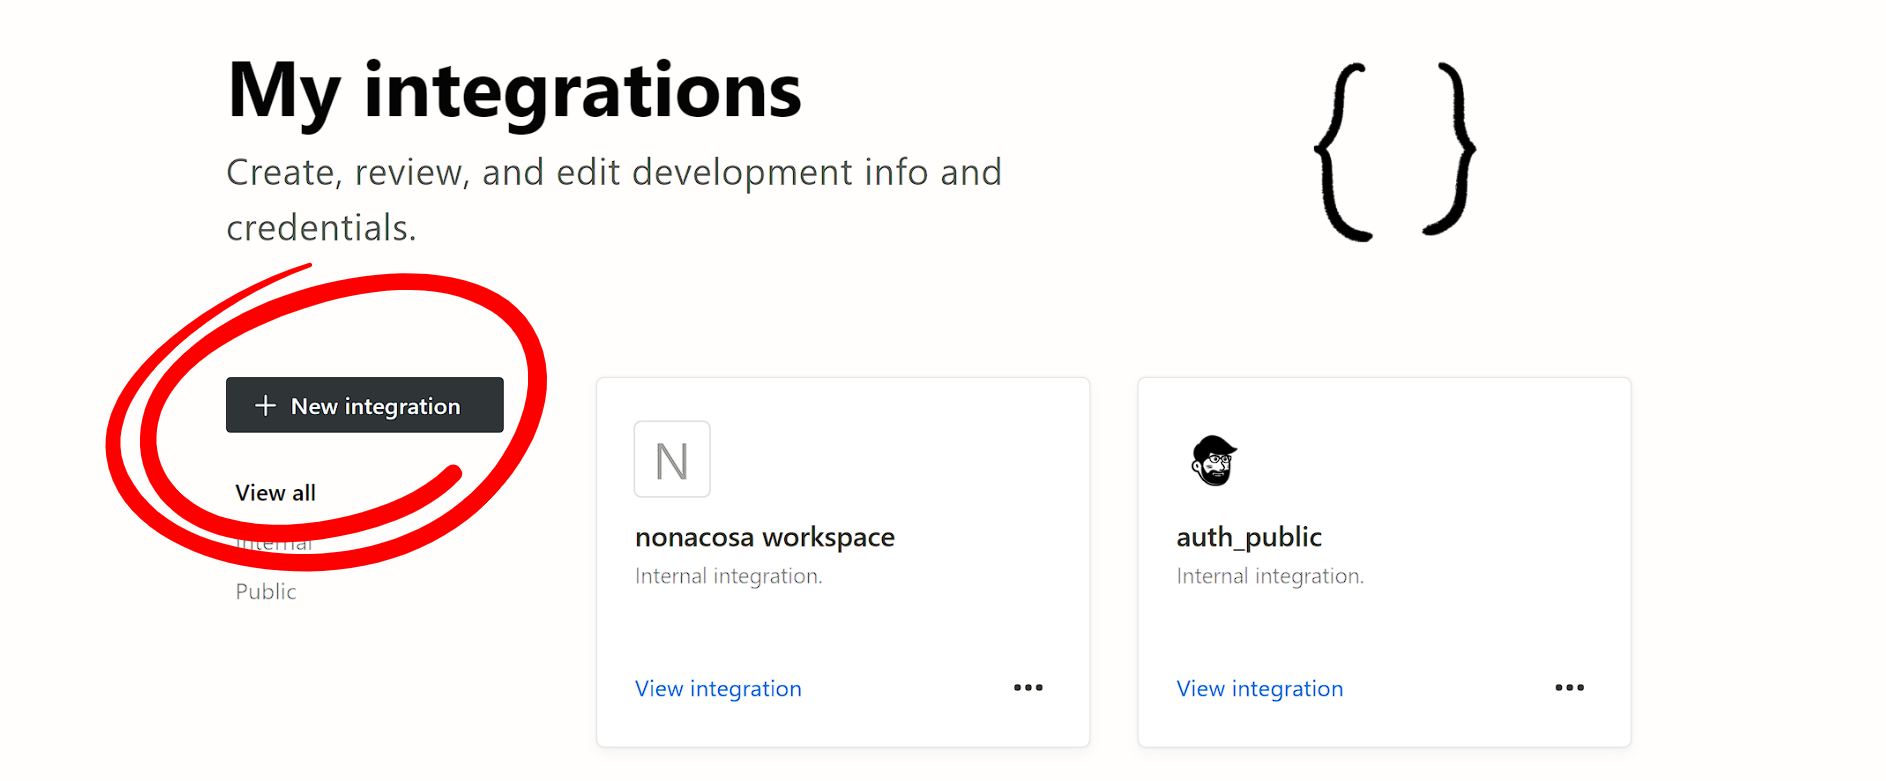 My integrations
{ }
Create, review, and edit development info and
credentials.
+ New integration
View all
Internal
Public
N
nonacosa workspace
Internal integration.
View integration
•••
auth_public
Internal integration.
View integration
•••